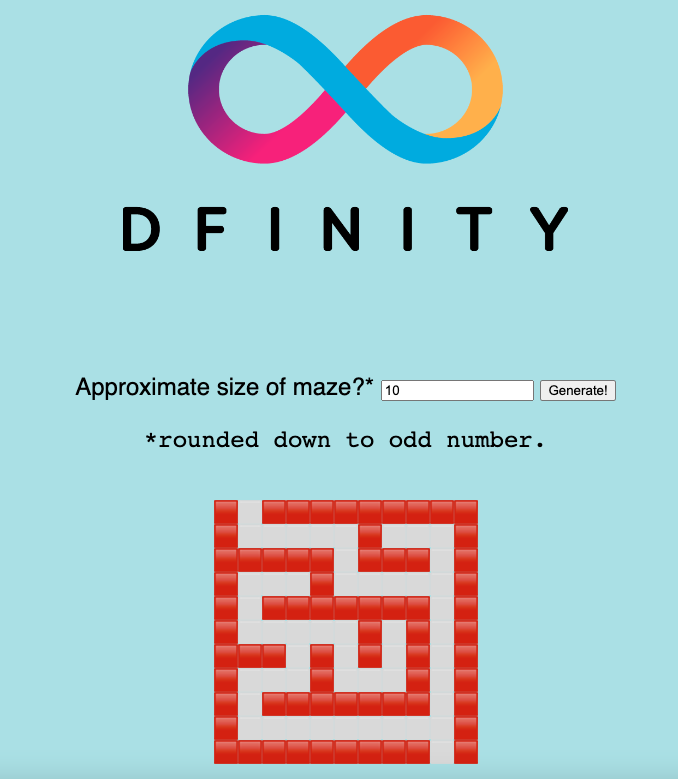 DFINITY
Approximate size of maze?* 10 Generate!
*rounded down to odd number.